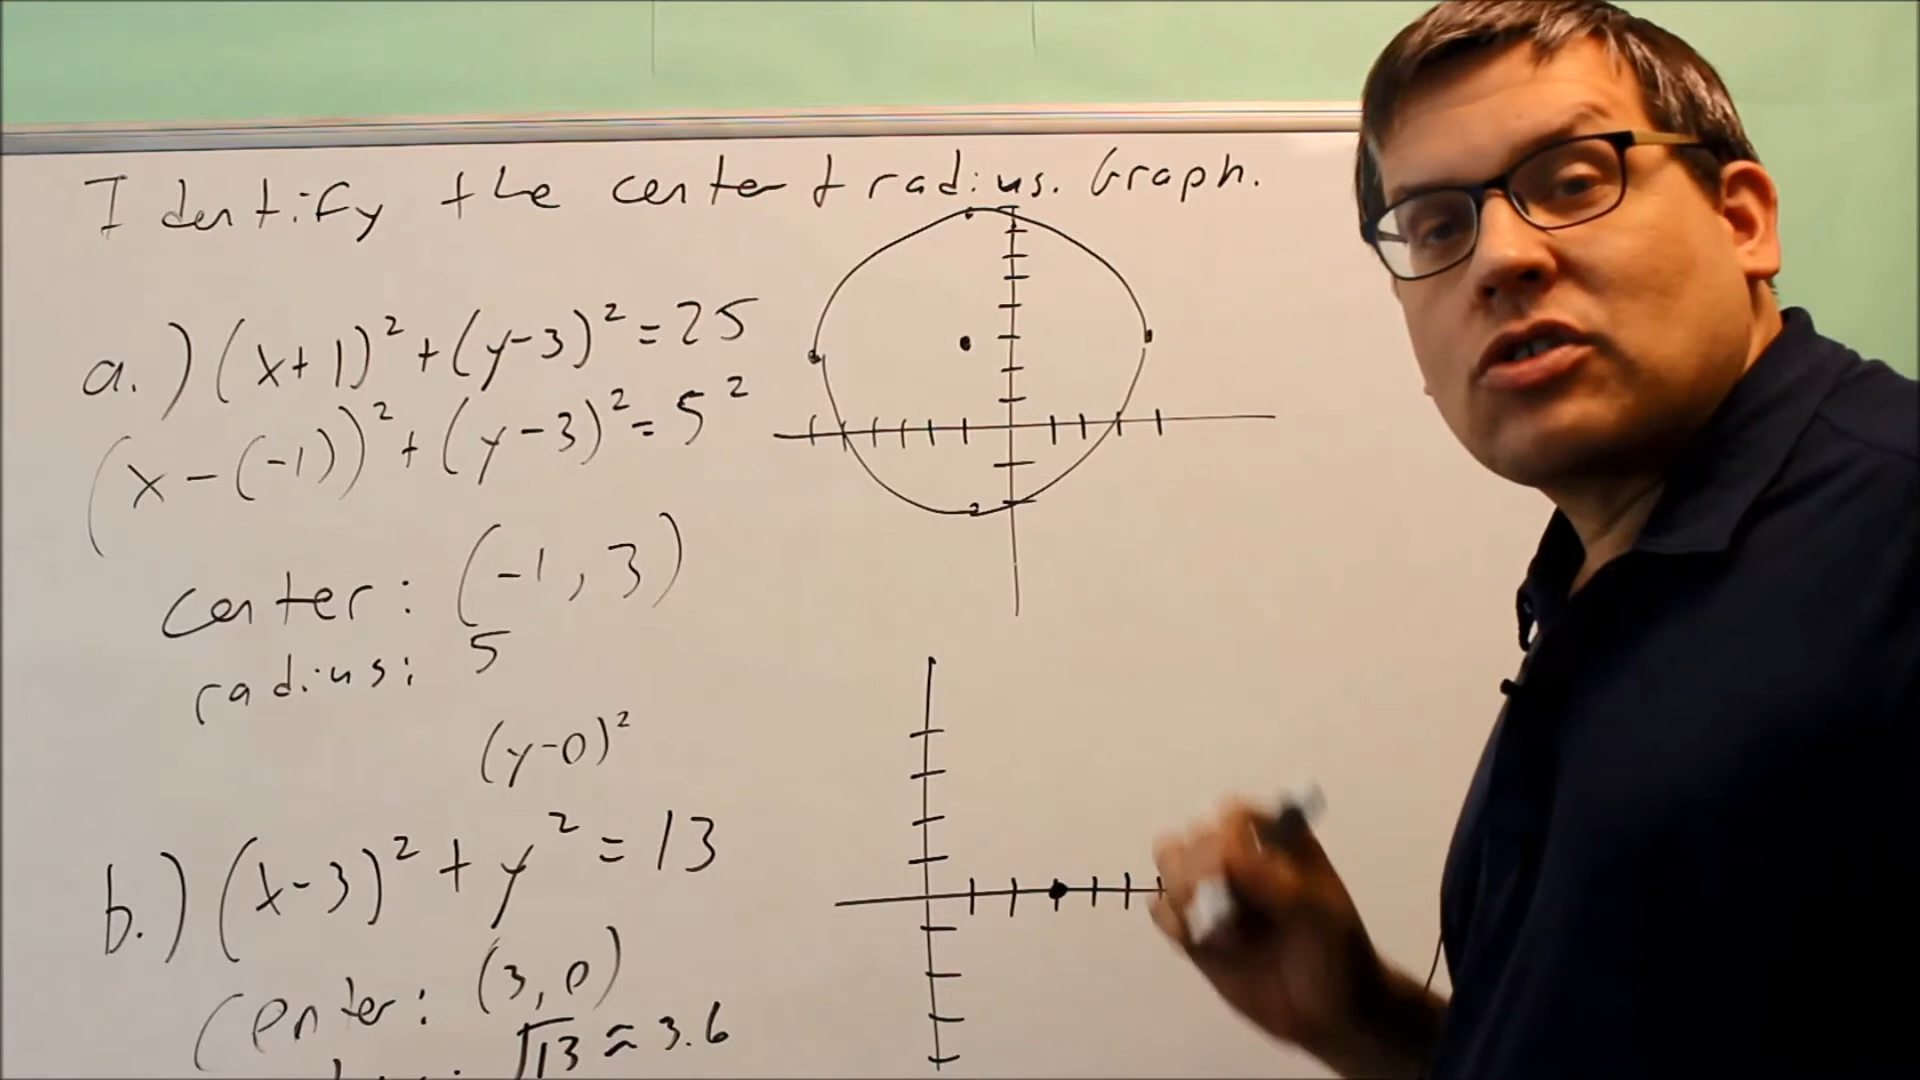 Identify the center & radius. Graph.
a.) (x+1)² + (y-3)² = 25
(x-(-1))² + (y-3)² = 5²
center: (-1, 3)
radius: 5
(y-0)²
b.) (x-3)² + y² = 13
Center: (3, 0)
√13 ≈ 3.6